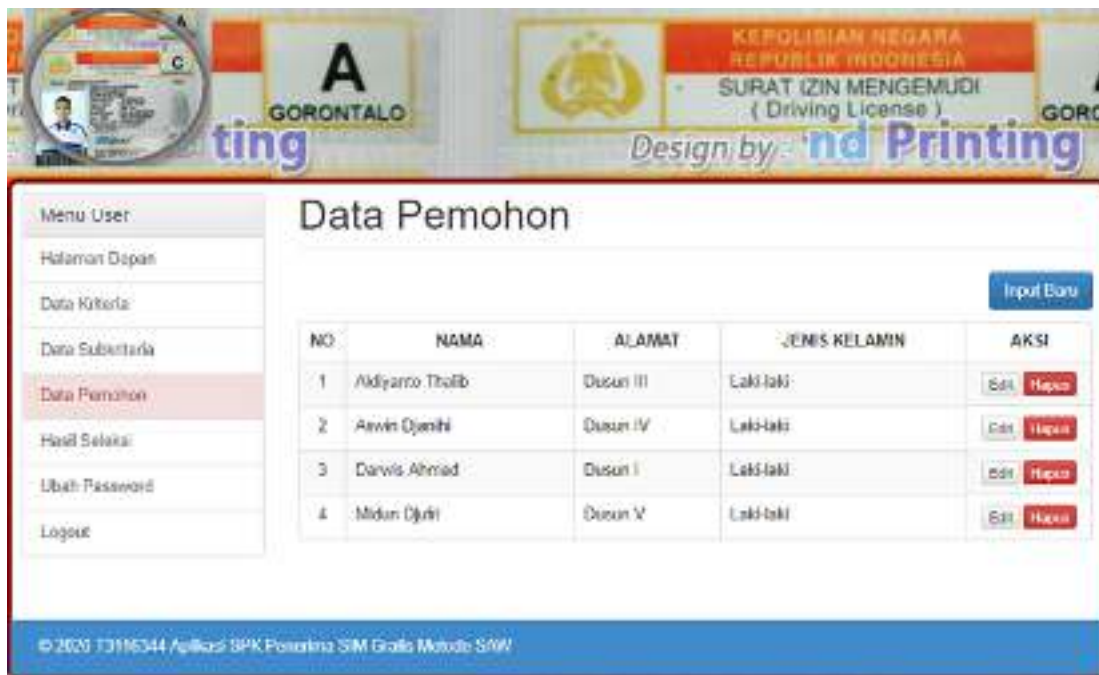 A
C
A
GORONTALO
ting
KEPOLISIAN NEGARA
REPUBLIK INDONESIA
SURAT IZIN MENGEMUDI
( Driving License )
GORO
Design by : 'nd Printing
Menu User
Halaman Depan
Data Kriteria
Data Subkriteria
Data Pemohon
Hasil Seleksi
Ubah Password
Logout
Data Pemohon
Input Baru
NO NAMA ALAMAT JENIS KELAMIN AKSI
1 Thalib Dusun III Laki-laki Edit Hapus
2 Aswin Dusun IV Laki-laki Edit Hapus
3 Darwis Ahmad Dusun I Laki-laki Edit Hapus
4 Midun Djufri Dusun V Laki-laki Edit Hapus
© 2020 T3116344 Aplikasi SPK Penerima SIM Gratis Metode SAW